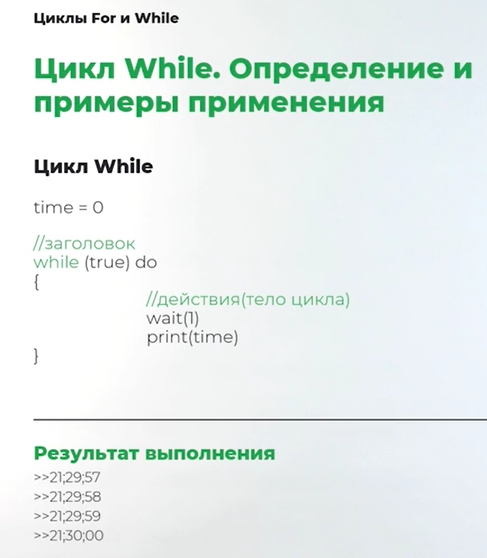 Циклы For и While
Цикл While. Определение и
примеры применения
Цикл While
time = 0
//заголовок
while (true) do
{
//действия(тело цикла)
wait(1)
print(time)
}
Результат выполнения
>>21;29;57
>>21;29;58
>>21;29;59
>>21;30;00